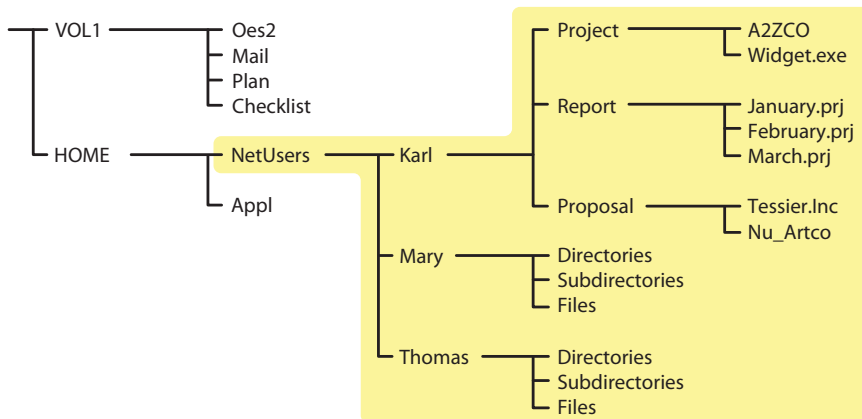 VOL1 Oes2 Project A2ZCO
Mail Widget.exe
Plan
Checklist Report January.prj
February.prj
HOME NetUsers Karl March.prj
Appl Proposal Tessier.Inc
Nu_Artco
Mary Directories
Subdirectories
Files
Thomas Directories
Subdirectories
Files